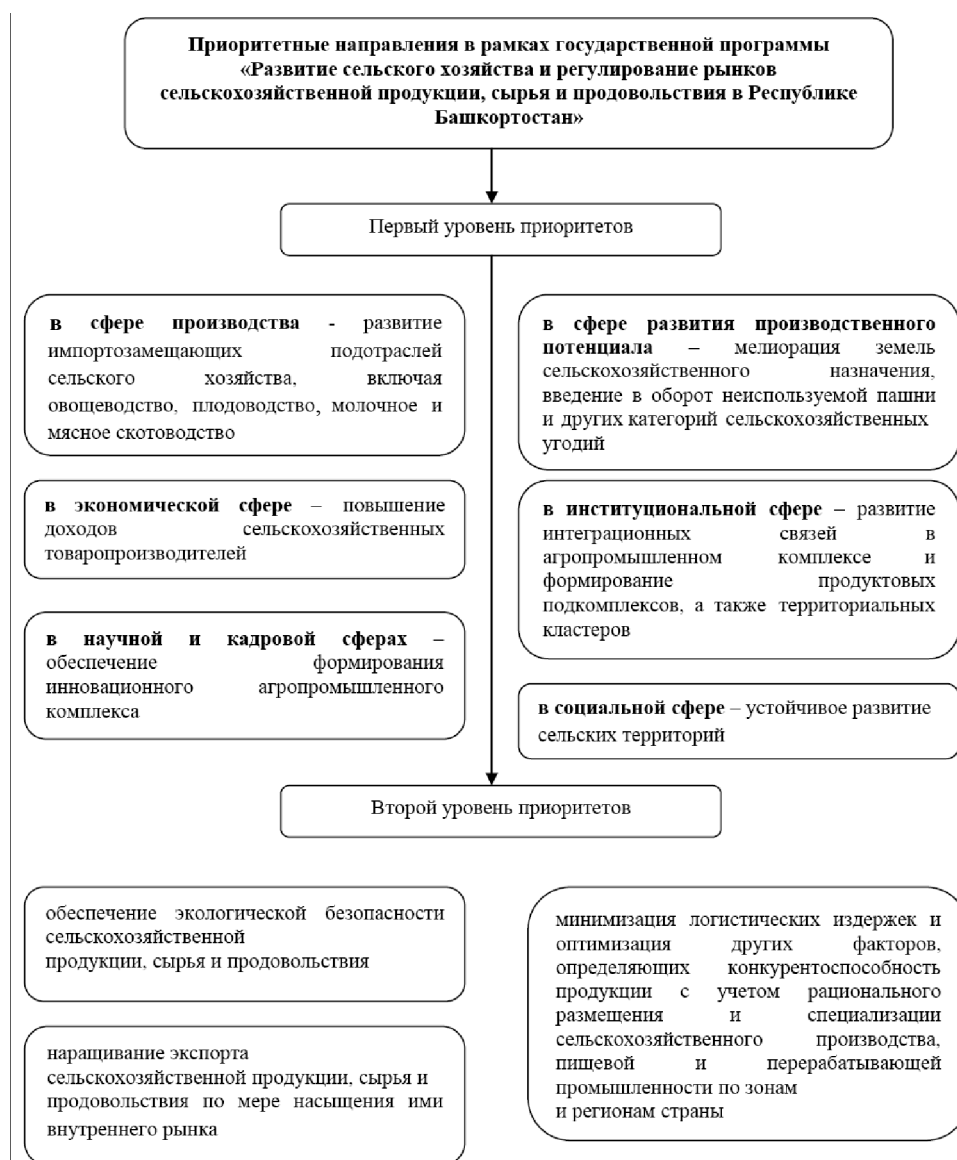 Приоритетные направления в рамках государственной программы
«Развитие сельского хозяйства и регулирование рынков
сельскохозяйственной продукции, сырья и продовольствия в Республике
Башкортостан»
Первый уровень приоритетов
в сфере производства - развитие
импортозамещающих подотраслей
сельского хозяйства, включая
овощеводство, плодоводство, молочное и
мясное скотоводство
в экономической сфере – повышение
доходов сельскохозяйственных
товаропроизводителей
в научной и кадровой сферах –
обеспечение формирования
инновационного агропромышленного
комплекса
в сфере развития производственного
потенциала – мелиорация земель
сельскохозяйственного назначения,
введение в оборот неиспользуемой пашни
и других категорий сельскохозяйственных
угодий
в институциональной сфере – развитие
интеграционных связей в
агропромышленном комплексе и
формирование продуктовых
подкомплексов, а также территориальных
кластеров
в социальной сфере – устойчивое развитие
сельских территорий
Второй уровень приоритетов
обеспечение экологической безопасности
сельскохозяйственной
продукции, сырья и продовольствия
наращивание экспорта
сельскохозяйственной продукции, сырья и
продовольствия по мере насыщения ими
внутреннего рынка
минимизация логистических издержек и
оптимизация других факторов,
определяющих конкурентоспособность
продукции с учетом рационального
размещения и специализации
сельскохозяйственного производства,
пищевой и перерабатывающей
промышленности по зонам
и регионам страны